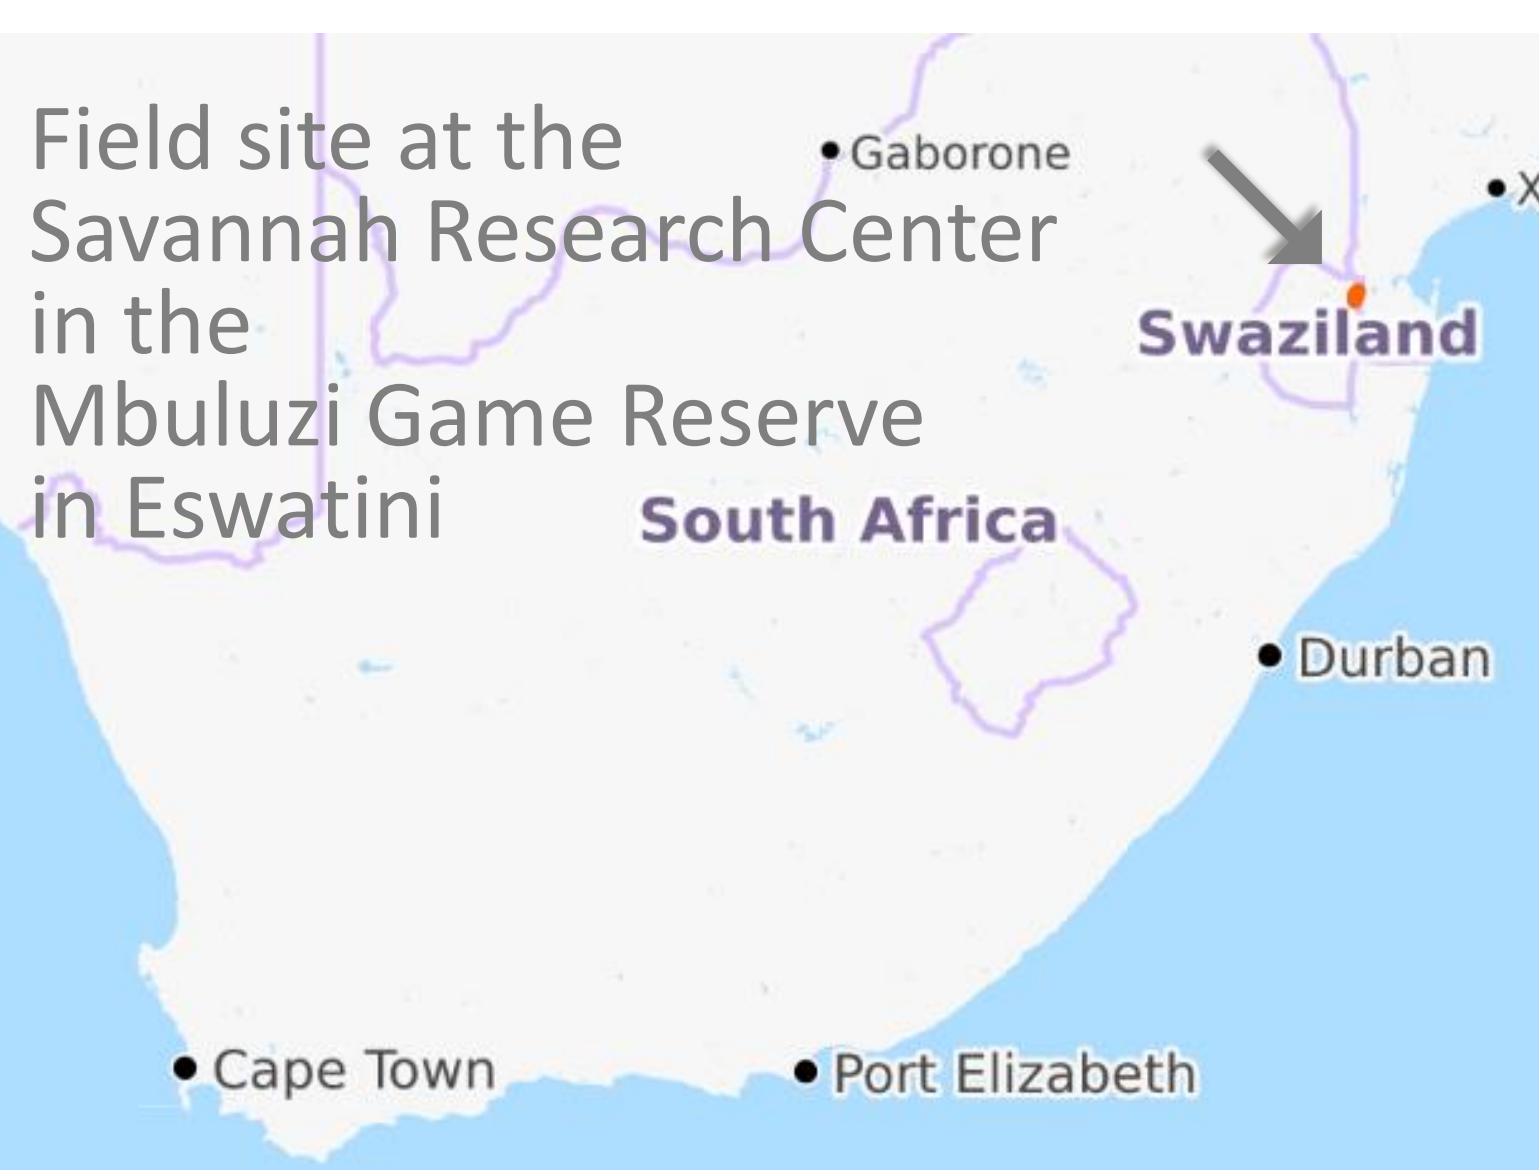 Field site at the
Savannah Research Center
in the
Mbuluzi Game Reserve
in Eswatini
Gaborone
X
Swaziland
South Africa
Durban
Cape Town
Port Elizabeth